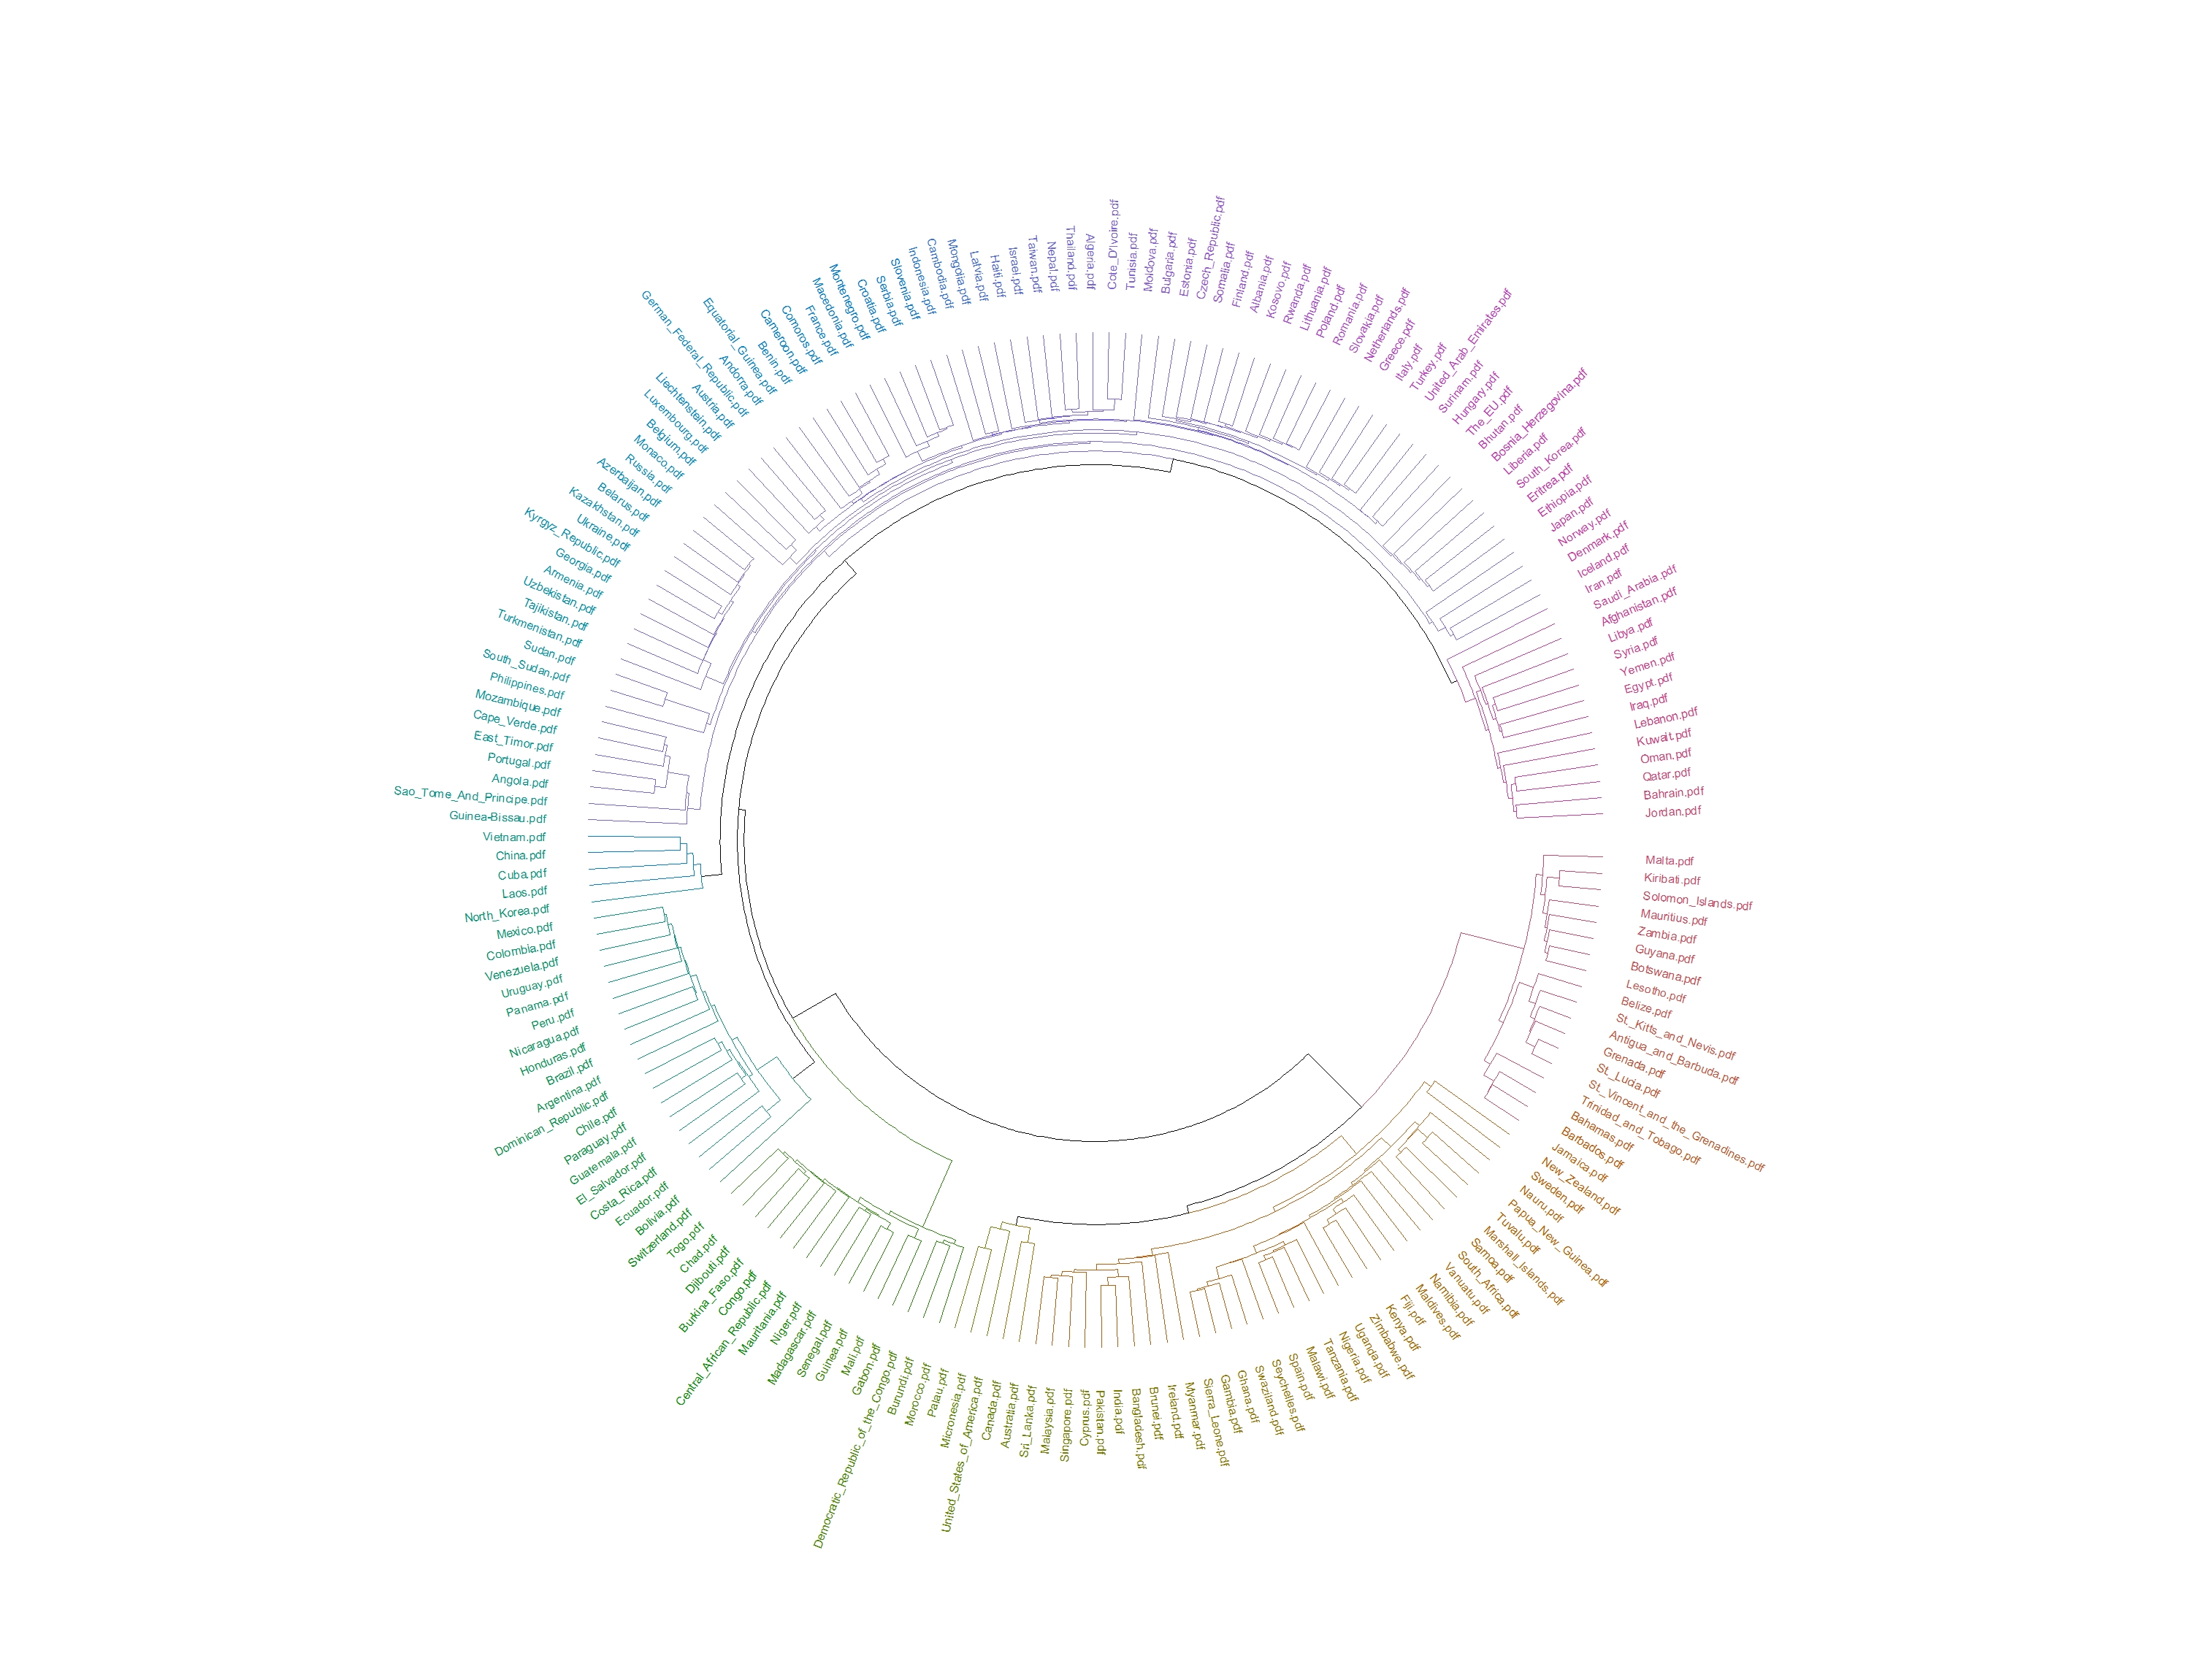 Algeria.pdf
Cote_D'Ivoire.pdf
Tunisia.pdf
Moldova.pdf
Bulgaria.pdf
Estonia.pdf
Czech_Republic.pdf
Somalia.pdf
Finland.pdf
Albania.pdf
Kosovo.pdf
Rwanda.pdf
Lithuania.pdf
Poland.pdf
Romania.pdf
Slovakia.pdf
Netherlands.pdf
Greece.pdf
Italy.pdf
Turkey.pdf
United_Arab_Emirates.pdf
Surinam.pdf
Hungary.pdf
The_EU.pdf
Bhutan.pdf
Bosnia_Herzegovina.pdf
Liberia.pdf
South_Korea.pdf
Eritrea.pdf
Ethiopia.pdf
Japan.pdf
Norway.pdf
Denmark.pdf
Iceland.pdf
Iran.pdf
Saudi_Arabia.pdf
Afghanistan.pdf
Libya.pdf
Syria.pdf
Yemen.pdf
Egypt.pdf
Iraq.pdf
Lebanon.pdf
Kuwait.pdf
Oman.pdf
Qatar.pdf
Bahrain.pdf
Jordan.pdf
Malta.pdf
Kiribati.pdf
Solomon_Islands.pdf
Mauritius.pdf
Zambia.pdf
Guyana.pdf
Botswana.pdf
Lesotho.pdf
Belize.pdf
St._Kitts_and_Nevis.pdf
Antigua_and_Barbuda.pdf
Grenada.pdf
St._Lucia.pdf
St._Vincent_and_the_Grenadines.pdf
Trinidad_and_Tobago.pdf
Bahamas.pdf
Barbados.pdf
Jamaica.pdf
New_Zealand.pdf
Sweden.pdf
Nauru.pdf
Papua_New_Guinea.pdf
Tuvalu.pdf
Marshall_Islands.pdf
Samoa.pdf
South_Africa.pdf
Vanuatu.pdf
Namibia.pdf
Maldives.pdf
Fiji.pdf
Kenya.pdf
Zimbabwe.pdf
Uganda.pdf
Nigeria.pdf
Tanzania.pdf
Malawi.pdf
Spain.pdf
Seychelles.pdf
Swaziland.pdf
Ghana.pdf
Gambia.pdf
Sierra_Leone.pdf
Myanmar.pdf
Ireland.pdf
Brunei.pdf
Bangladesh.pdf
India.pdf
Pakistan.pdf
Cyprus.pdf
Singapore.pdf
Malaysia.pdf
Sri_Lanka.pdf
Australia.pdf
Canada.pdf
United_States_of_America.pdf
Micronesia.pdf
Palau.pdf
Morocco.pdf
Burundi.pdf
Democratic_Republic_of_the_Congo.pdf
Gabon.pdf
Mali.pdf
Guinea.pdf
Senegal.pdf
Madagascar.pdf
Niger.pdf
Mauritania.pdf
Central_African_Republic.pdf
Congo.pdf
Burkina_Faso.pdf
Djibouti.pdf
Chad.pdf
Togo.pdf
Switzerland.pdf
Bolivia.pdf
Ecuador.pdf
Costa_Rica.pdf
El_Salvador.pdf
Guatemala.pdf
Paraguay.pdf
Chile.pdf
Dominican_Republic.pdf
Argentina.pdf
Brazil.pdf
Honduras.pdf
Nicaragua.pdf
Peru.pdf
Panama.pdf
Uruguay.pdf
Venezuela.pdf
Colombia.pdf
Mexico.pdf
North_Korea.pdf
Laos.pdf
Cuba.pdf
China.pdf
Vietnam.pdf
Guinea-Bissau.pdf
Sao_Tome_And_Principe.pdf
Angola.pdf
Portugal.pdf
East_Timor.pdf
Cape_Verde.pdf
Mozambique.pdf
Philippines.pdf
South_Sudan.pdf
Sudan.pdf
Turkmenistan.pdf
Tajikistan.pdf
Uzbekistan.pdf
Armenia.pdf
Georgia.pdf
Kyrgyz_Republic.pdf
Ukraine.pdf
Kazakhstan.pdf
Belarus.pdf
Azerbaijan.pdf
Russia.pdf
Monaco.pdf
Belgium.pdf
Luxembourg.pdf
Liechtenstein.pdf
Austria.pdf
German_Federal_Republic.pdf
Andorra.pdf
Equatorial_Guinea.pdf
Benin.pdf
Cameroon.pdf
Comoros.pdf
France.pdf
Macedonia.pdf
Montenegro.pdf
Croatia.pdf
Serbia.pdf
Slovenia.pdf
Indonesia.pdf
Cambodia.pdf
Mongolia.pdf
Latvia.pdf
Haiti.pdf
Israel.pdf
Taiwan.pdf
Nepal.pdf
Thailand.pdf